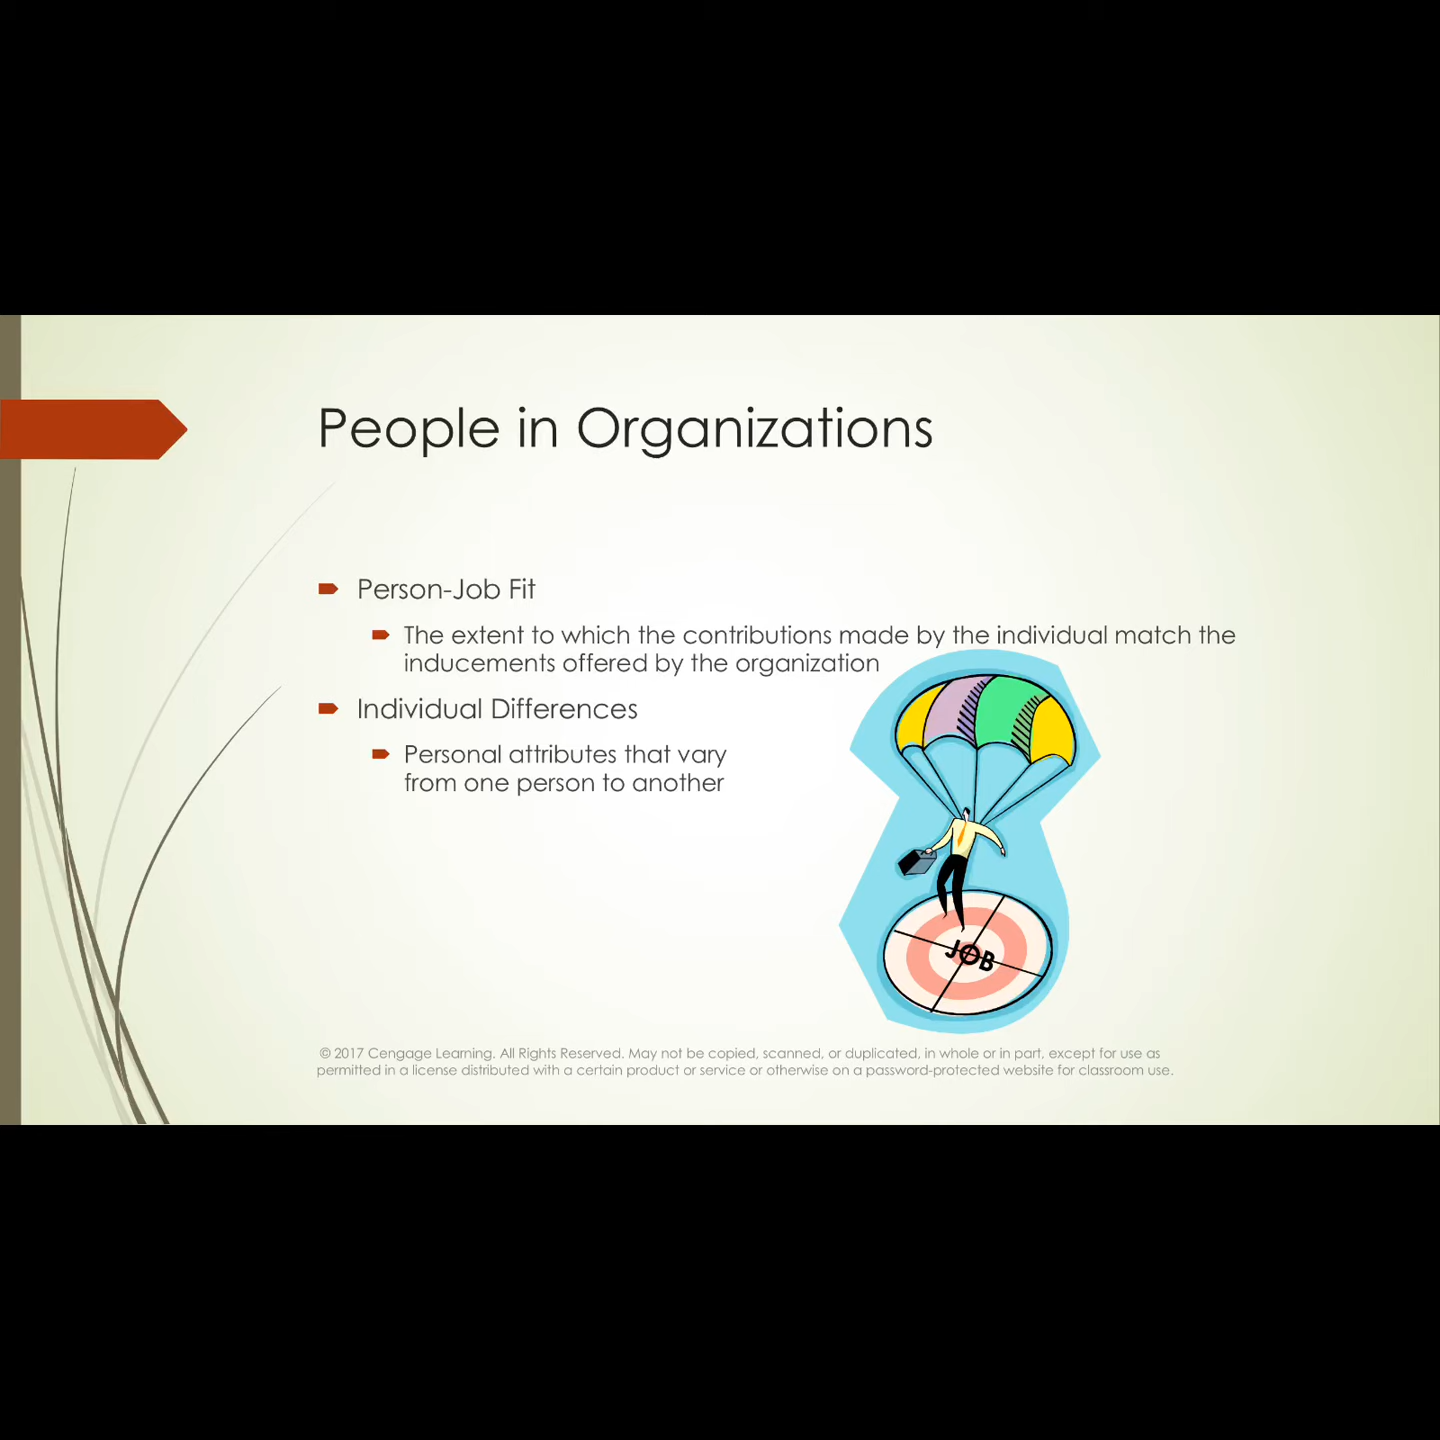 People in Organizations
Person-Job Fit
The extent to which the contributions made by the individual match the
inducements offered by the organization
Individual Differences
Personal attributes that vary
from one person to another
JOB
© 2017 Cengage Learning. All Rights Reserved. May not be copied, scanned, or duplicated, in whole or in part, except for use as
permitted in a license distributed with a certain product or service or otherwise on a password-protected website for classroom use.